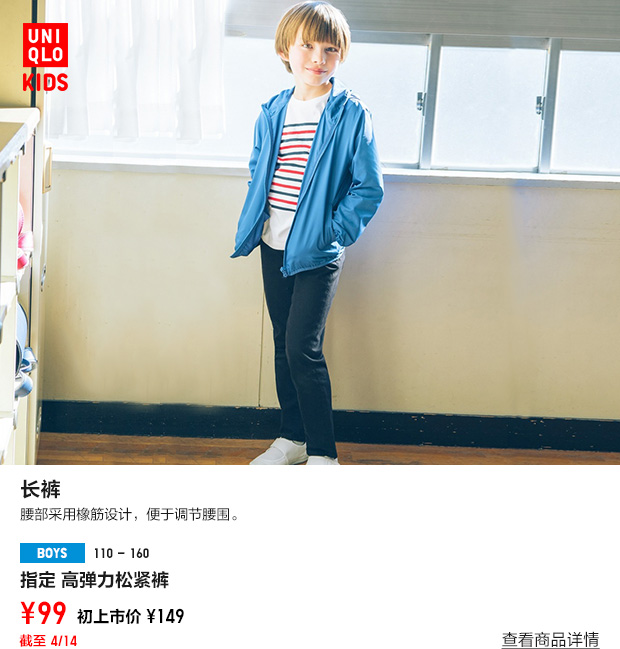 UNI
QLO
KIDS
长裤
腰部采用橡筋设计，便于调节腰围。
BOYS 110 – 160
指定 高弹力松紧裤
¥99 初上市价 ¥149
截至 4/14
查看商品详情